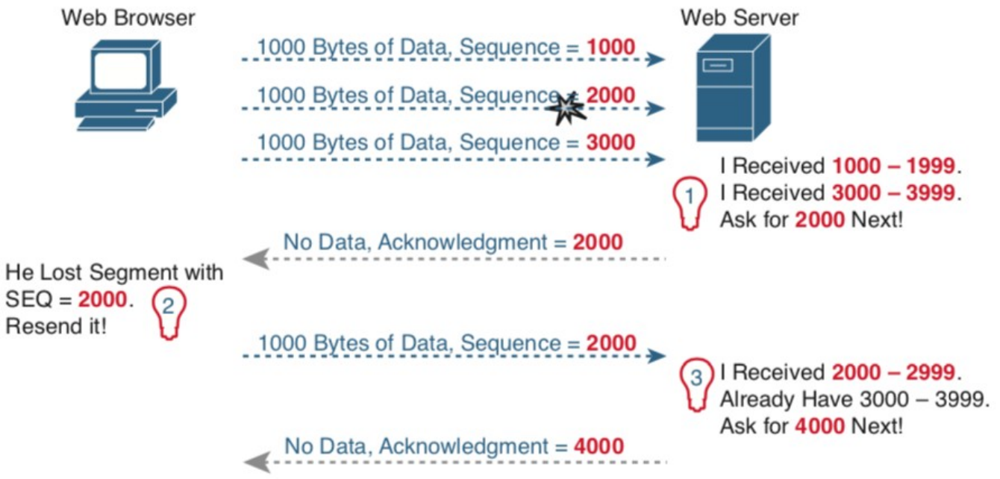 Web Browser
Web Server
1000 Bytes of Data, Sequence = 1000
1000 Bytes of Data, Sequence = 2000
1000 Bytes of Data, Sequence = 3000
I Received 1000 – 1999.
1
I Received 3000 – 3999.
Ask for 2000 Next!
No Data, Acknowledgment = 2000
He Lost Segment with
SEQ = 2000.
2
Resend it!
1000 Bytes of Data, Sequence = 2000
3
I Received 2000 – 2999.
Already Have 3000 – 3999.
Ask for 4000 Next!
No Data, Acknowledgment = 4000